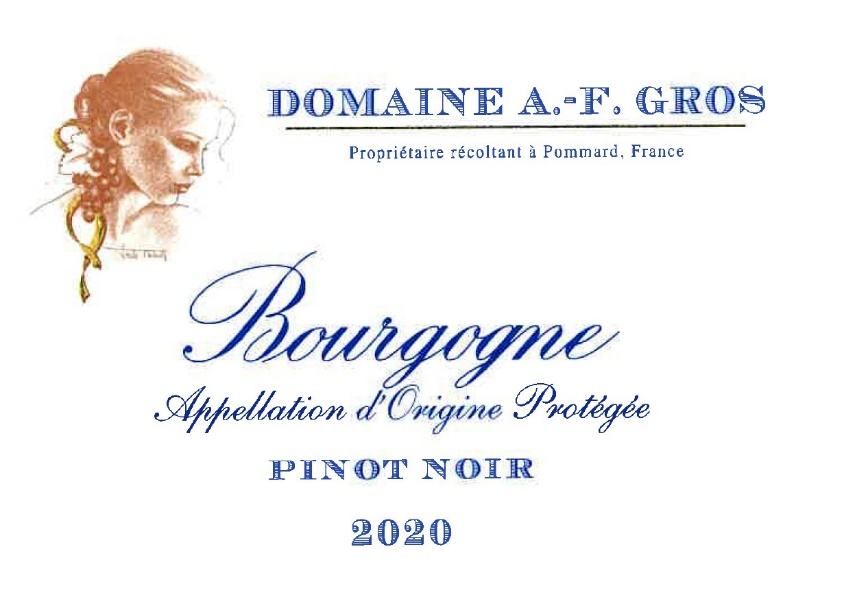 DOMAINE A.-F. GROS
Propriétaire récoltant à Pommard, France
Bourgogne
Appellation d'Origine Protégée
PINOT NOIR
2020